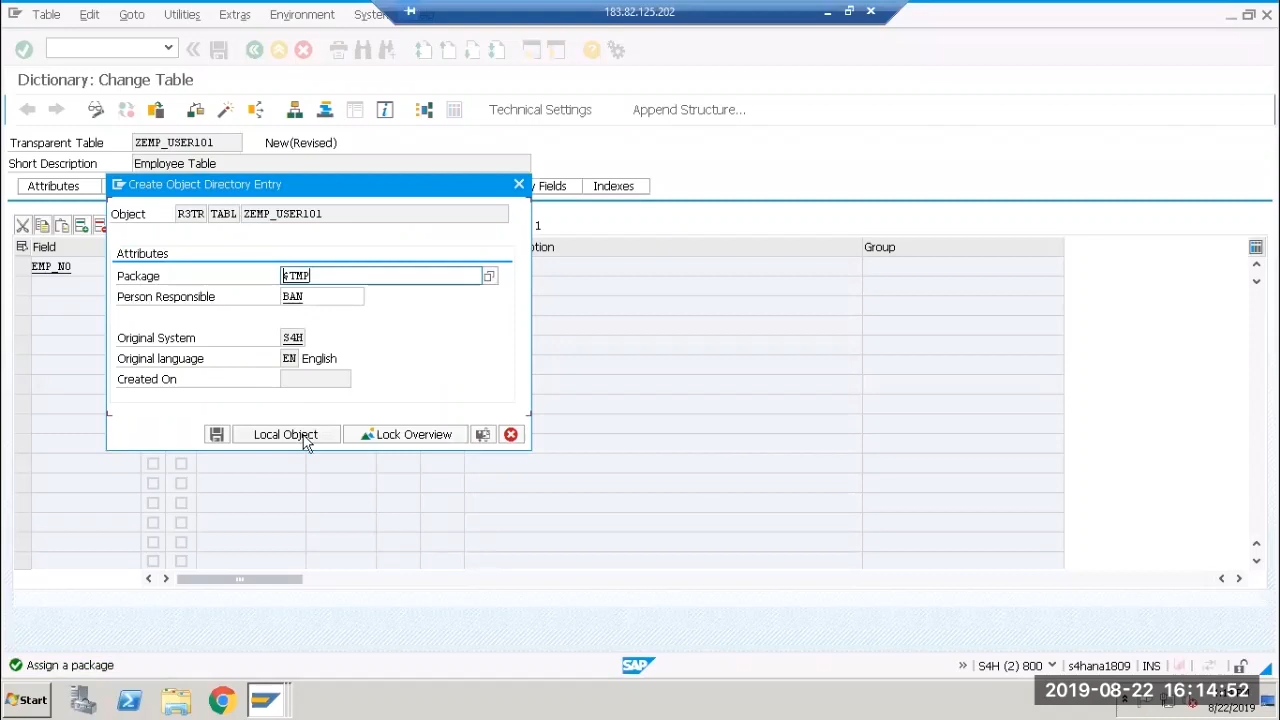 183.82.125.202
Table Edit Goto Utilities Extras Environment System
Dictionary: Change Table
Technical Settings Append Structure...
Transparent Table ZEMP_USER101 New(Revised)
Short Description Employee Table
Attributes Fields Indexes
Create Object Directory Entry
Object R3TR TABL ZEMP_USER101
1
Field Group
EMP_NO
Attributes
Package $TMP
Person Responsible BAN
Original System S4H
Original language EN English
Created On
Local Object Lock Overview
Assign a package
SAP
S4H (2) 800 s4hana1809 INS
Start
2019-08-22 16:14:52
8/22/2019